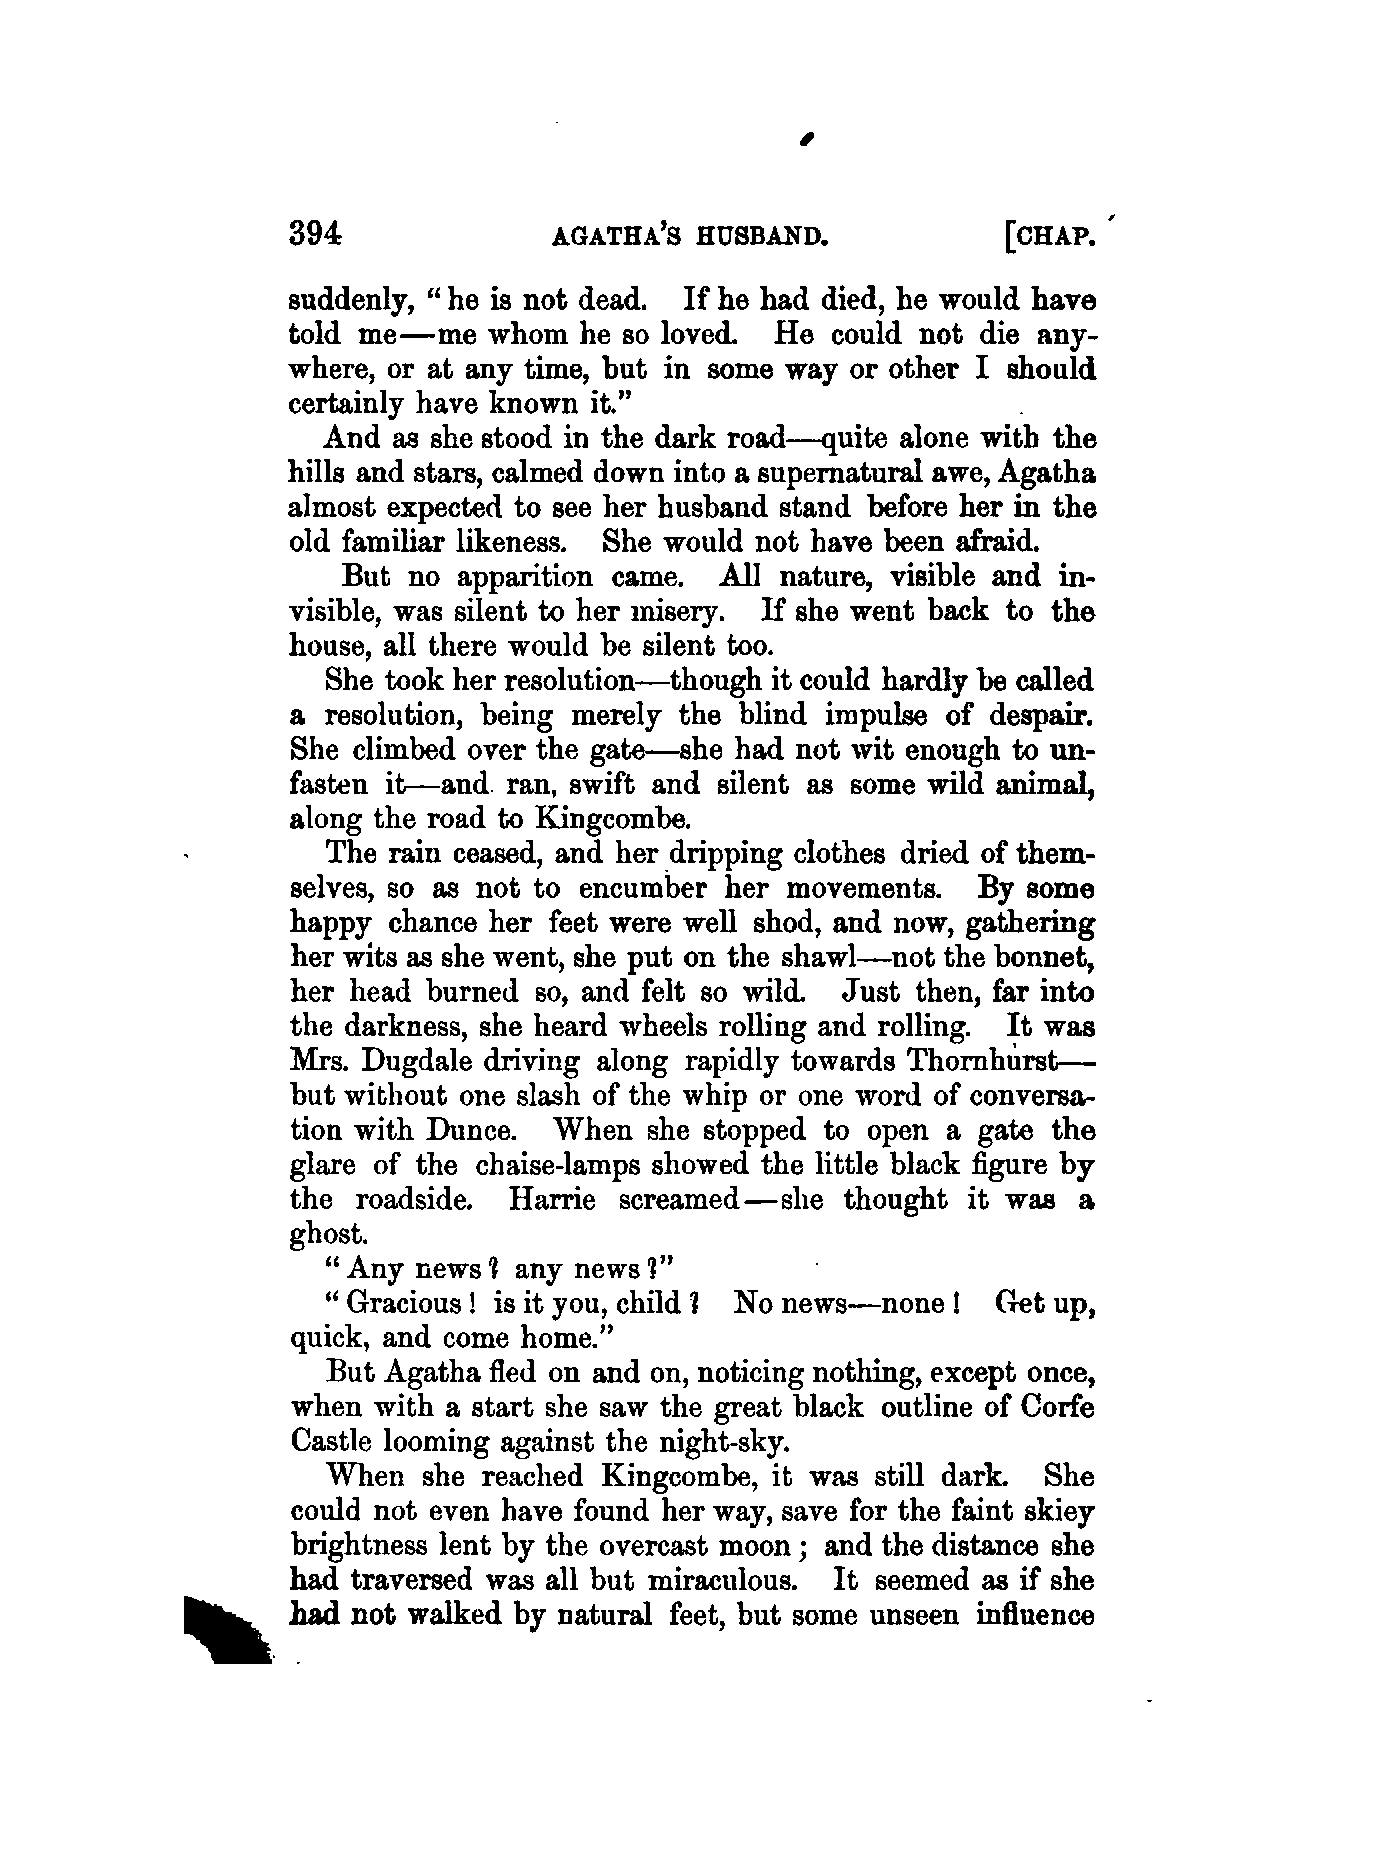 394 AGATHA'S HUSBAND. [CHAP.
suddenly, "he is not dead. If he had died, he would have
told me—me whom he so loved. He could not die any-
where, or at any time, but in some way or other I should
certainly have known it."
And as she stood in the dark road—quite alone with the
hills and stars, calmed down into a supernatural awe, Agatha
almost expected to see her husband stand before her in the
old familiar likeness. She would not have been afraid.
But no apparition came. All nature, visible and in-
visible, was silent to her misery. If she went back to the
house, all there would be silent too.
She took her resolution—though it could hardly be called
a resolution, being merely the blind impulse of despair.
She climbed over the gate—she had not wit enough to un-
fasten it—and ran, swift and silent as some wild animal,
along the road to Kingcombe.
The rain ceased, and her dripping clothes dried of them-
selves, so as not to encumber her movements. By some
happy chance her feet were well shod, and now, gathering
her wits as she went, she put on the shawl—not the bonnet,
her head burned so, and felt so wild. Just then, far into
the darkness, she heard wheels rolling and rolling. It was
Mrs. Dugdale driving along rapidly towards Thornhurst—
but without one slash of the whip or one word of conversa-
tion with Dunce. When she stopped to open a gate the
glare of the chaise-lamps showed the little black figure by
the roadside. Harrie screamed—she thought it was a
ghost.
"Any news? any news?"
"Gracious! is it you, child? No news—none! Get up,
quick, and come home."
But Agatha fled on and on, noticing nothing, except once,
when with a start she saw the great black outline of Corfe
Castle looming against the night-sky.
When she reached Kingcombe, it was still dark. She
could not even have found her way, save for the faint skiey
brightness lent by the overcast moon; and the distance she
had traversed was all but miraculous. It seemed as if she
had not walked by natural feet, but some unseen influence